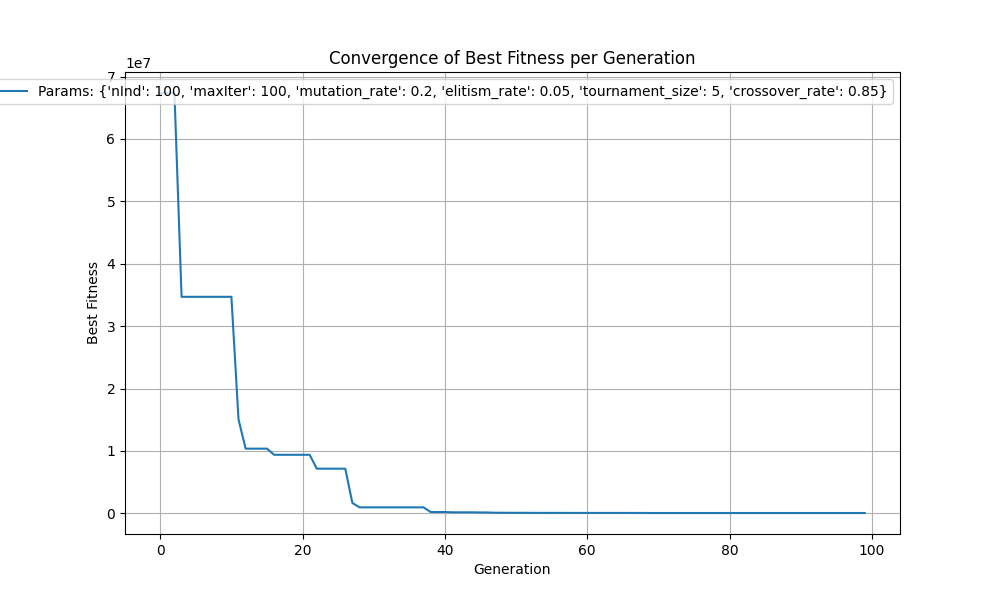 Convergence of Best Fitness per Generation
1e7
Params: {'nInd': 100, 'maxIter': 100, 'mutation_rate': 0.2, 'elitism_rate': 0.05, 'tournament_size': 5, 'crossover_rate': 0.85}
7
6
5
4
3
2
1
0
Best Fitness
0 20 40 60 80 100
Generation